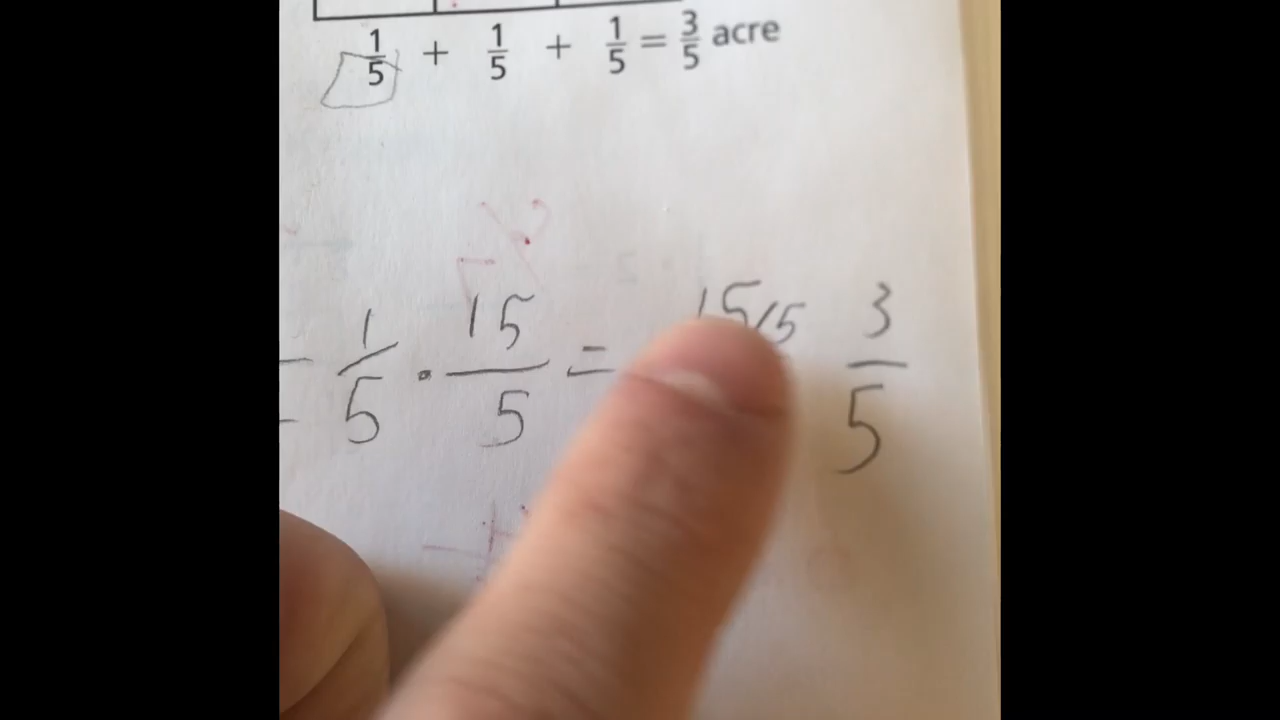 1/5 + 1/5 + 1/5 = 3/5 acre
= 1/5 · 15/5 = 15/5 3/5